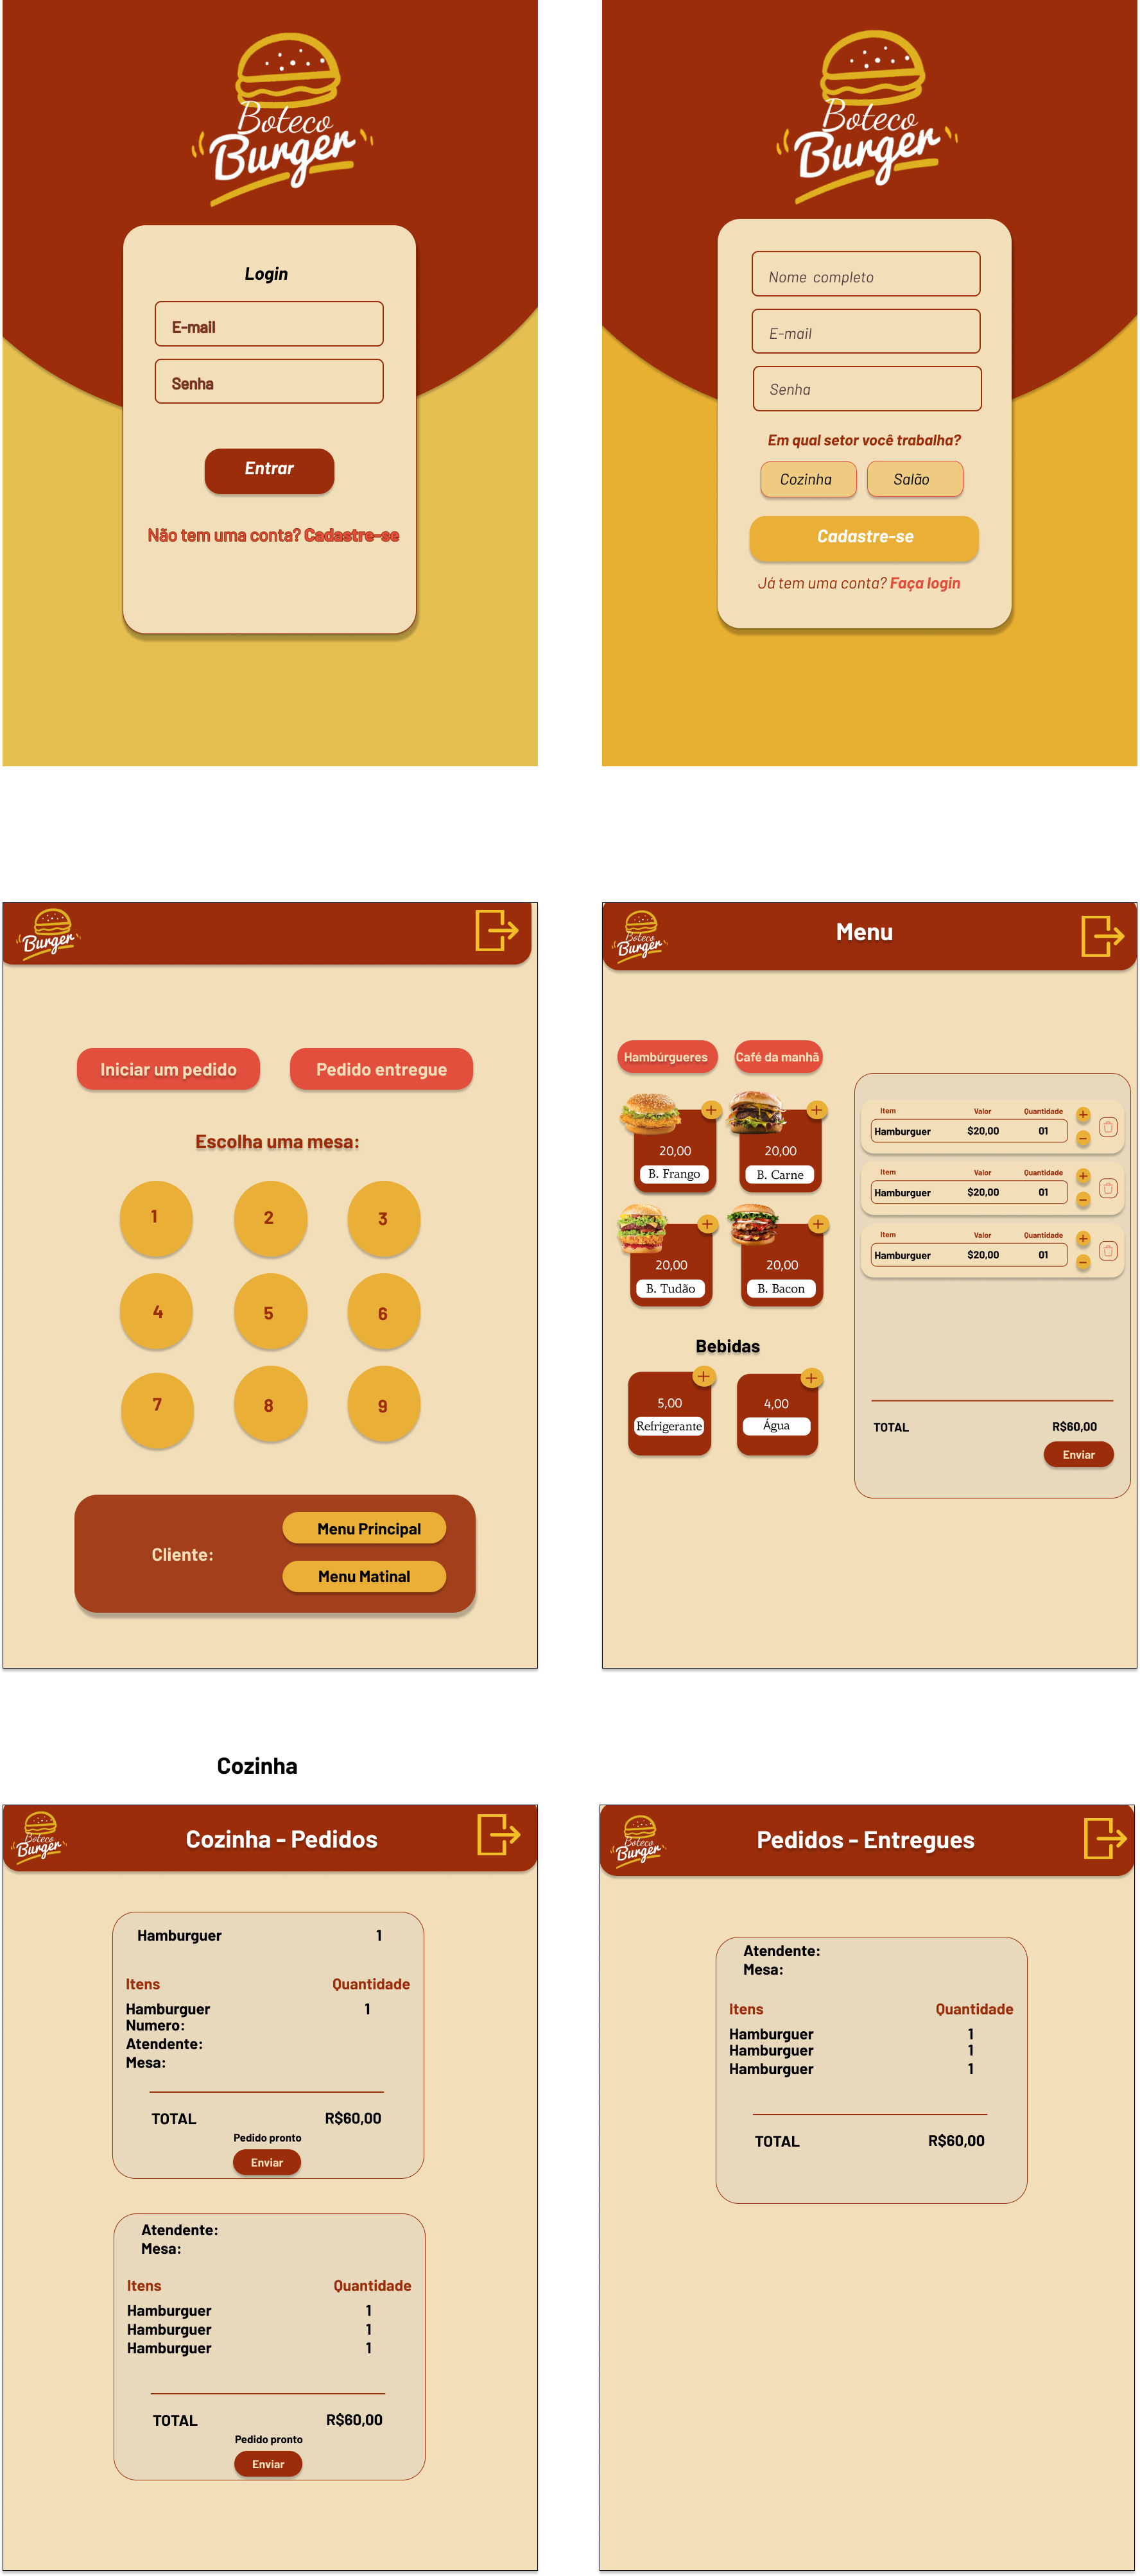 Boteco
Burger
Login
E-mail
Senha
Entrar
Não tem uma conta? Cadastre-se
Boteco
Burger
Nome completo
E-mail
Senha
Em qual setor você trabalha?
Cozinha Salão
Cadastre-se
Já tem uma conta? Faça login
Burger
Iniciar um pedido Pedido entregue
Escolha uma mesa:
1 2 3
4 5 6
7 8 9
Cliente:
Menu Principal
Menu Matinal
Boteco
Burger
Menu
Hambúrgueres Café da manhã
20,00 20,00
B. Frango B. Carne
20,00 20,00
B. Tudão B. Bacon
Bebidas
5,00 4,00
Refrigerante Água
Item Valor Quantidade
Hamburguer $20,00 01
Item Valor Quantidade
Hamburguer $20,00 01
Item Valor Quantidade
Hamburguer $20,00 01
TOTAL R$60,00
Enviar
Cozinha
Boteco
Burger
Cozinha - Pedidos
Hamburguer 1
Itens Quantidade
Hamburguer 1
Numero:
Atendente:
Mesa:
TOTAL R$60,00
Pedido pronto
Enviar
Atendente:
Mesa:
Itens Quantidade
Hamburguer 1
Hamburguer 1
Hamburguer 1
TOTAL R$60,00
Pedido pronto
Enviar
Boteco
Burger
Pedidos - Entregues
Atendente:
Mesa:
Itens Quantidade
Hamburguer 1
Hamburguer 1
Hamburguer 1
TOTAL R$60,00